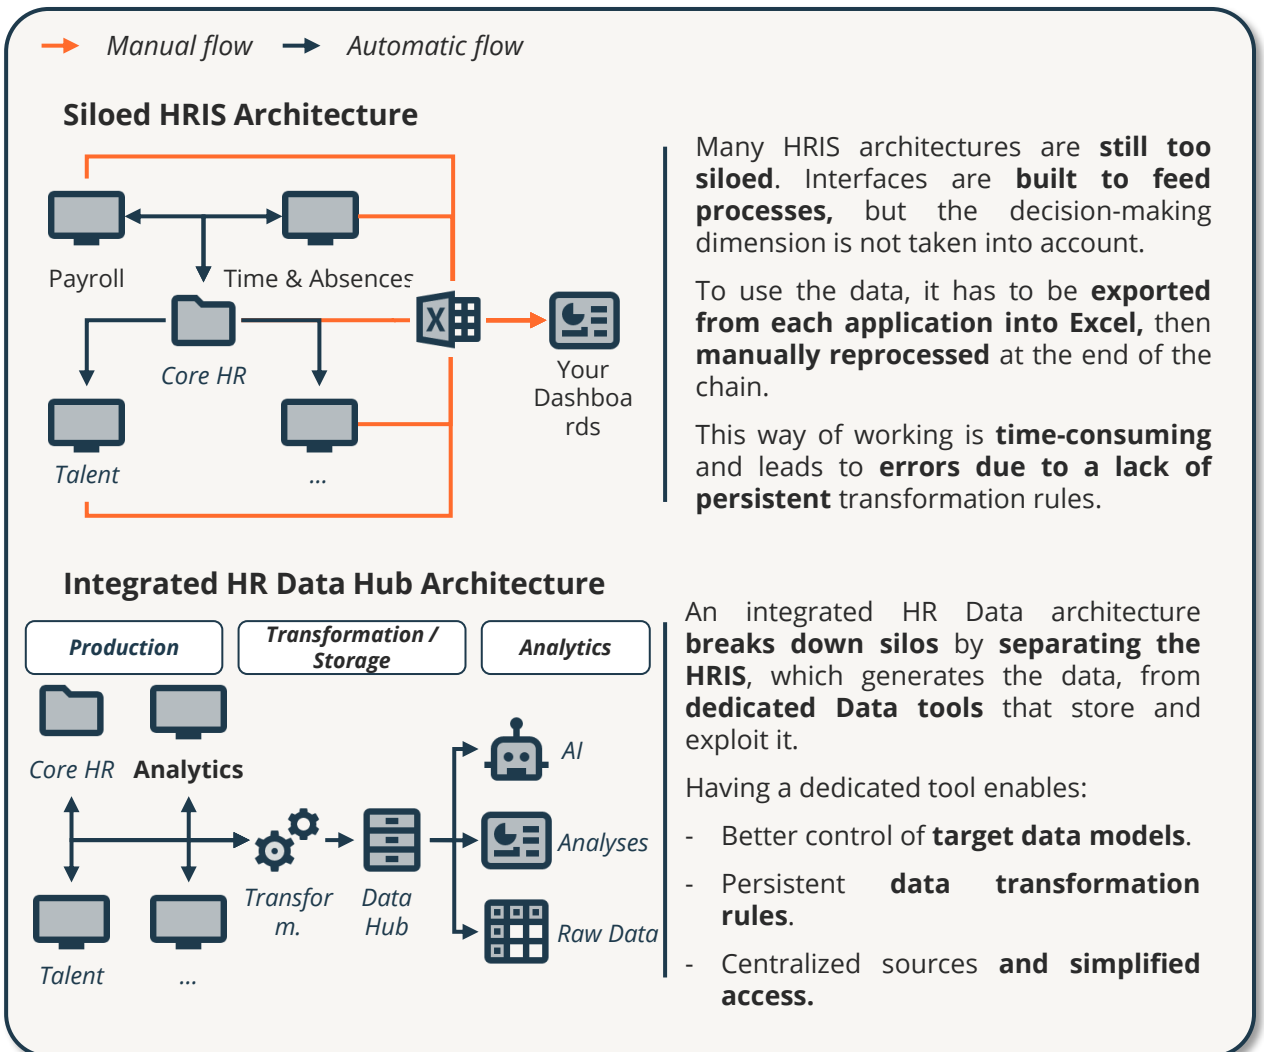 Manual flow
Automatic flow
Siloed HRIS Architecture
Payroll
Time & Absences
Core HR
X
Your
Dashboa
rds
Talent
...
Many HRIS architectures are still too
siloed. Interfaces are built to feed
processes, but the decision-making
dimension is not taken into account.
To use the data, it has to be exported
from each application into Excel, then
manually reprocessed at the end of the
chain.
This way of working is time-consuming
and leads to errors due to a lack of
persistent transformation rules.
Integrated HR Data Hub Architecture
Production
Transformation /
Storage
Analytics
Core HR
Analytics
Talent
...
Transfor
m.
Data
Hub
AI
Analyses
Raw Data
An integrated HR Data architecture
breaks down silos by separating the
HRIS, which generates the data, from
dedicated Data tools that store and
exploit it.
Having a dedicated tool enables:
- Better control of target data models.
- Persistent data transformation
rules.
- Centralized sources and simplified
access.